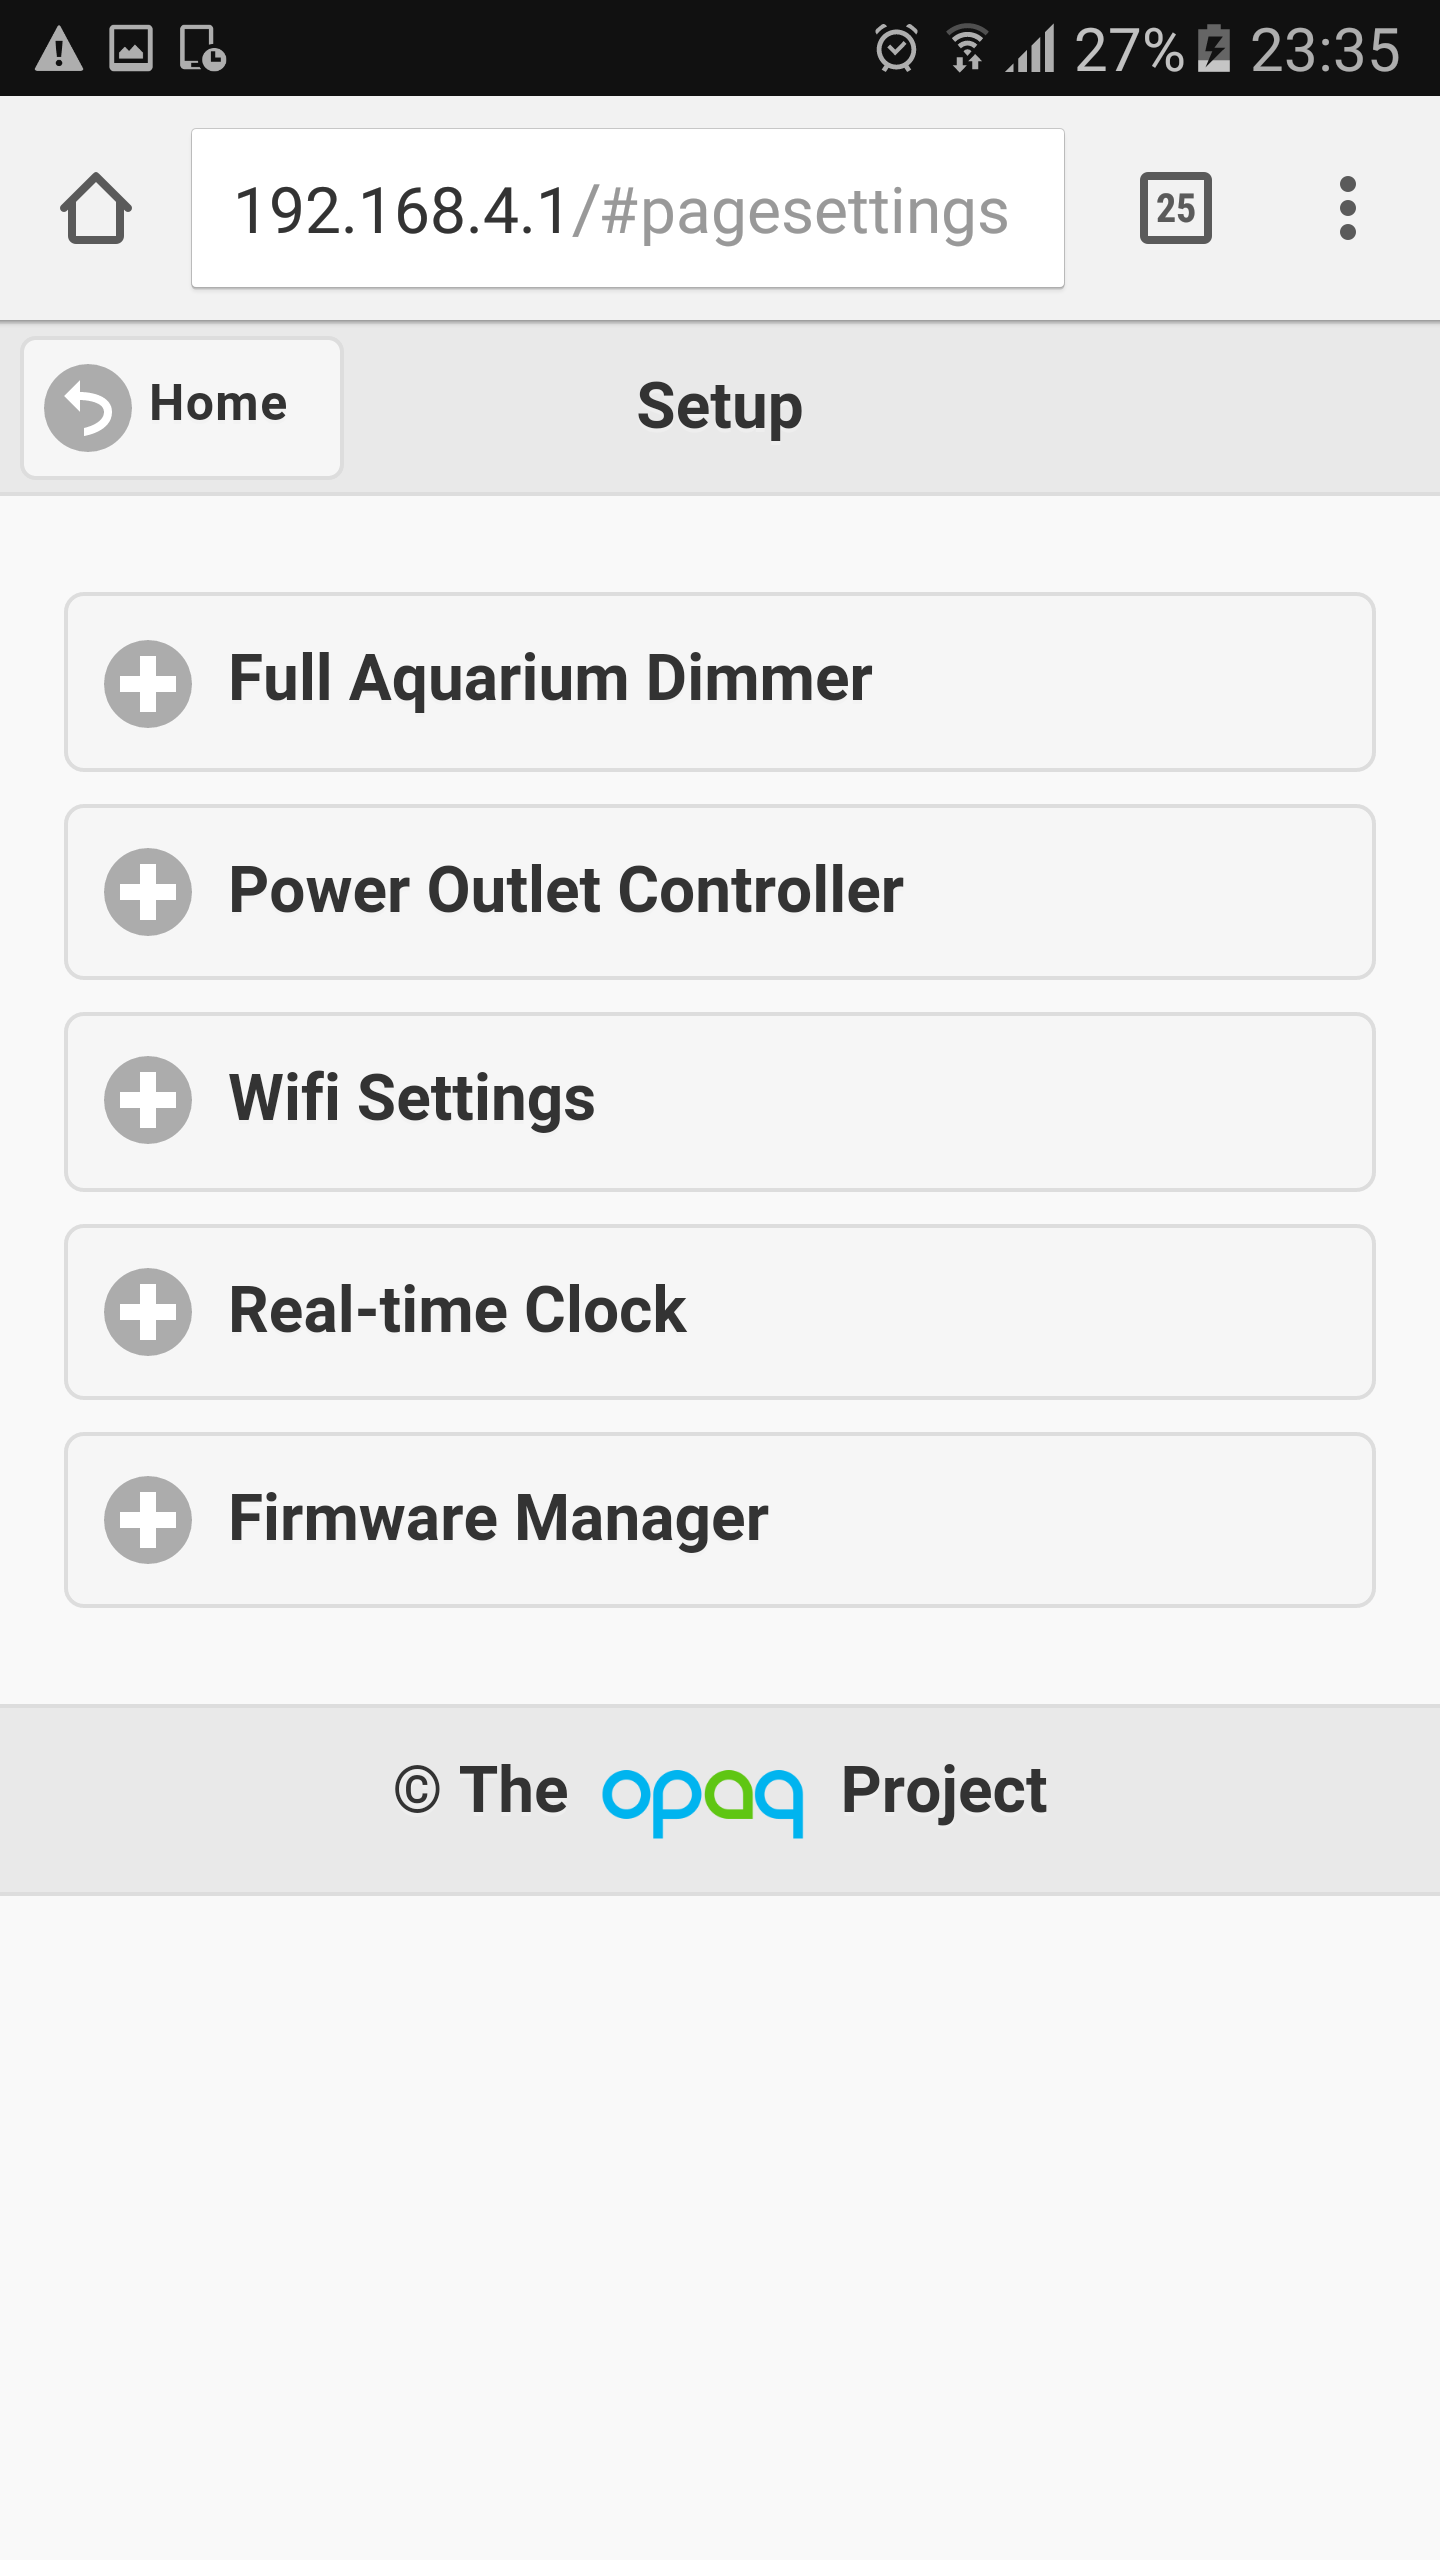 27% 23:35
192.168.4.1/#pagesettings
25
Home
Setup
Full Aquarium Dimmer
Power Outlet Controller
Wifi Settings
Real-time Clock
Firmware Manager
© The opaq Project